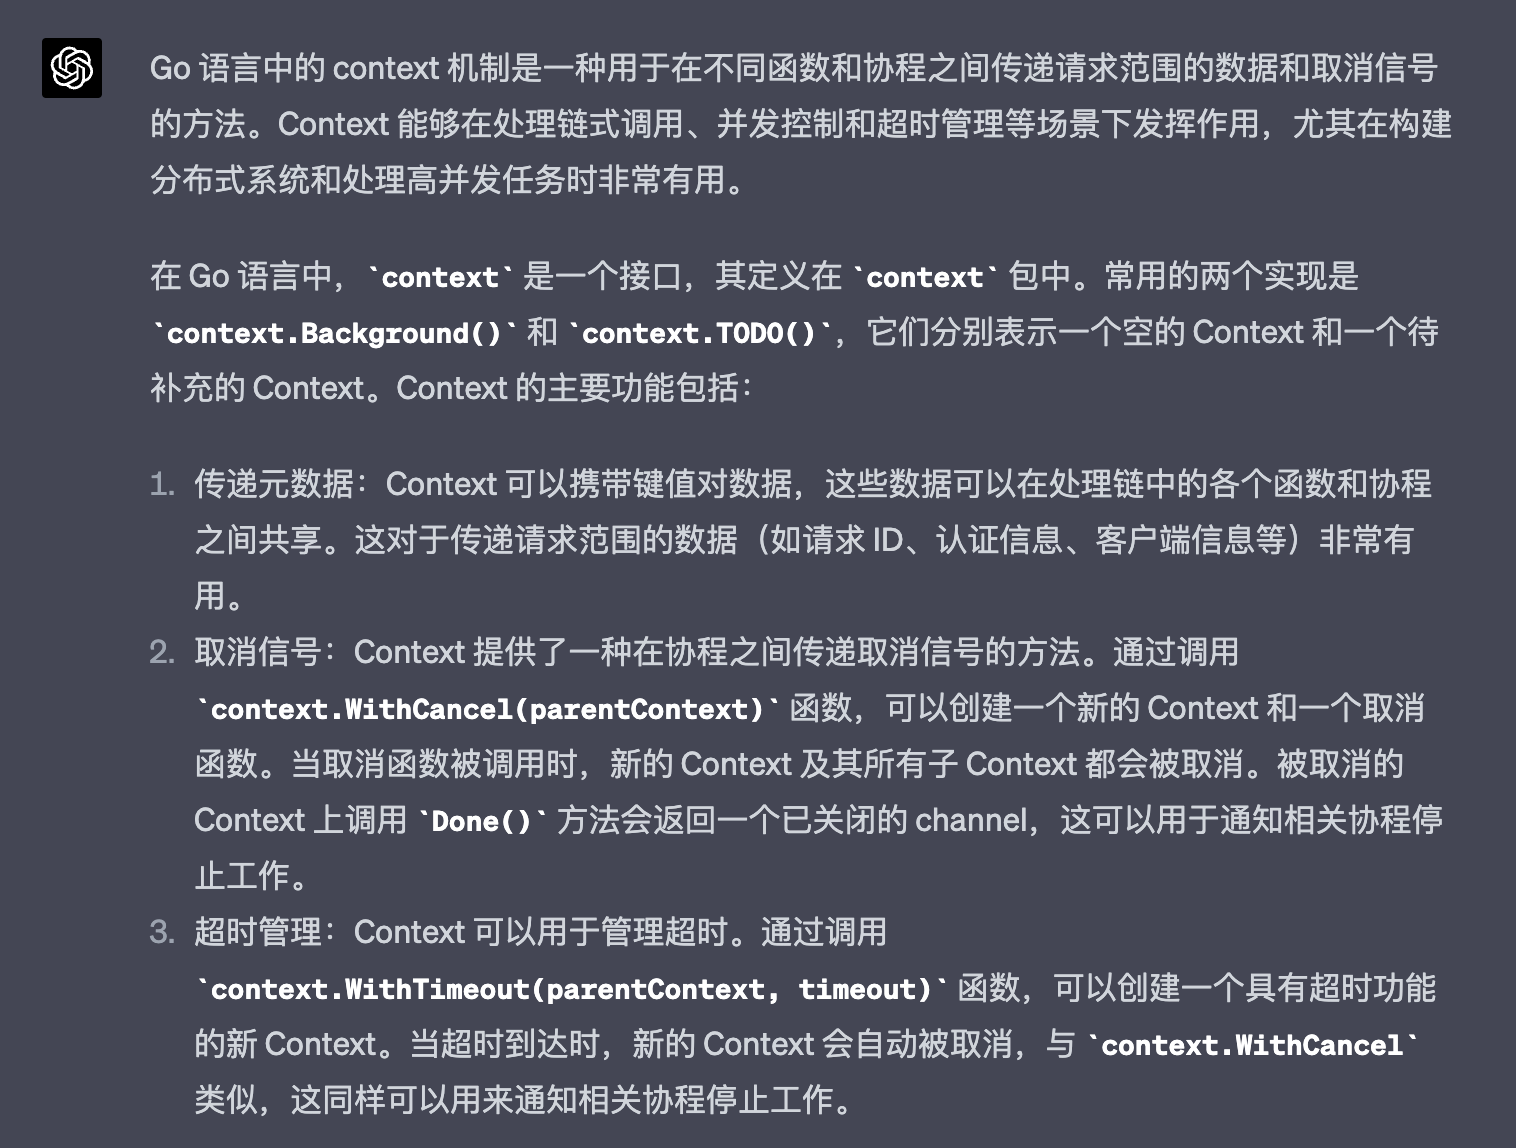 Go 语言中的 context 机制是一种用于在不同函数和协程之间传递请求范围的数据和取消信号
的方法。Context 能够在处理链式调用、并发控制和超时管理等场景下发挥作用，尤其在构建
分布式系统和处理高并发任务时非常有用。
在 Go 语言中，`context` 是一个接口，其定义在 `context` 包中。常用的两个实现是
`context.Background()` 和 `context.TODO()`，它们分别表示一个空的 Context 和一个待
补充的 Context。Context 的主要功能包括：
1. 传递元数据：Context 可以携带键值对数据，这些数据可以在处理链中的各个函数和协程
之间共享。这对于传递请求范围的数据（如请求 ID、认证信息、客户端信息等）非常有
用。
2. 取消信号：Context 提供了一种在协程之间传递取消信号的方法。通过调用
`context.WithCancel(parentContext)` 函数，可以创建一个新的 Context 和一个取消
函数。当取消函数被调用时，新的 Context 及其所有子 Context 都会被取消。被取消的
Context 上调用 `Done()` 方法会返回一个已关闭的 channel，这可以用于通知相关协程停
止工作。
3. 超时管理：Context 可以用于管理超时。通过调用
`context.WithTimeout(parentContext, timeout)` 函数，可以创建一个具有超时功能
的新 Context。当超时到达时，新的 Context 会自动被取消，与 `context.WithCancel`
类似，这同样可以用来通知相关协程停止工作。